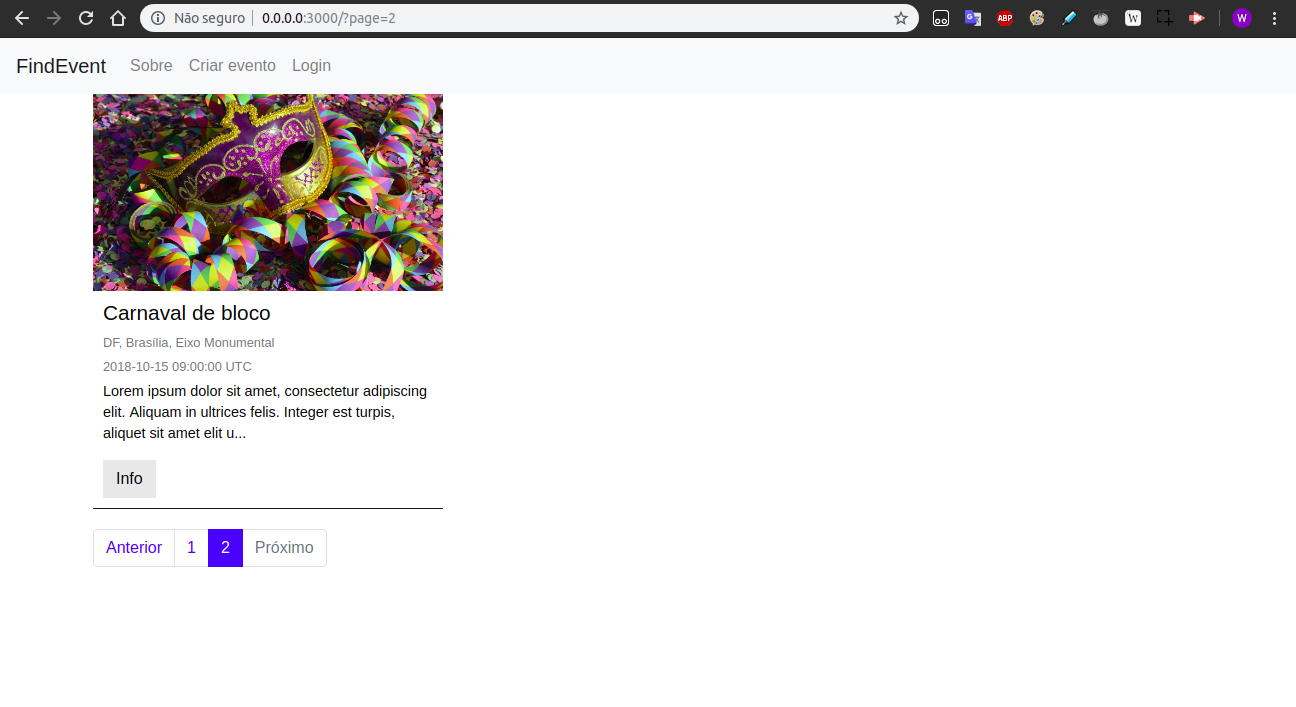 Não seguro 0.0.0.0:3000/?page=2
ABP
W
W
FindEvent Sobre Criar evento Login
Carnaval de bloco
DF, Brasília, Eixo Monumental
2018-10-15 09:00:00 UTC
Lorem ipsum dolor sit amet, consectetur adipiscing
elit. Aliquam in ultrices felis. Integer est turpis,
aliquet sit amet elit u...
Info
Anterior 1 2 Próximo